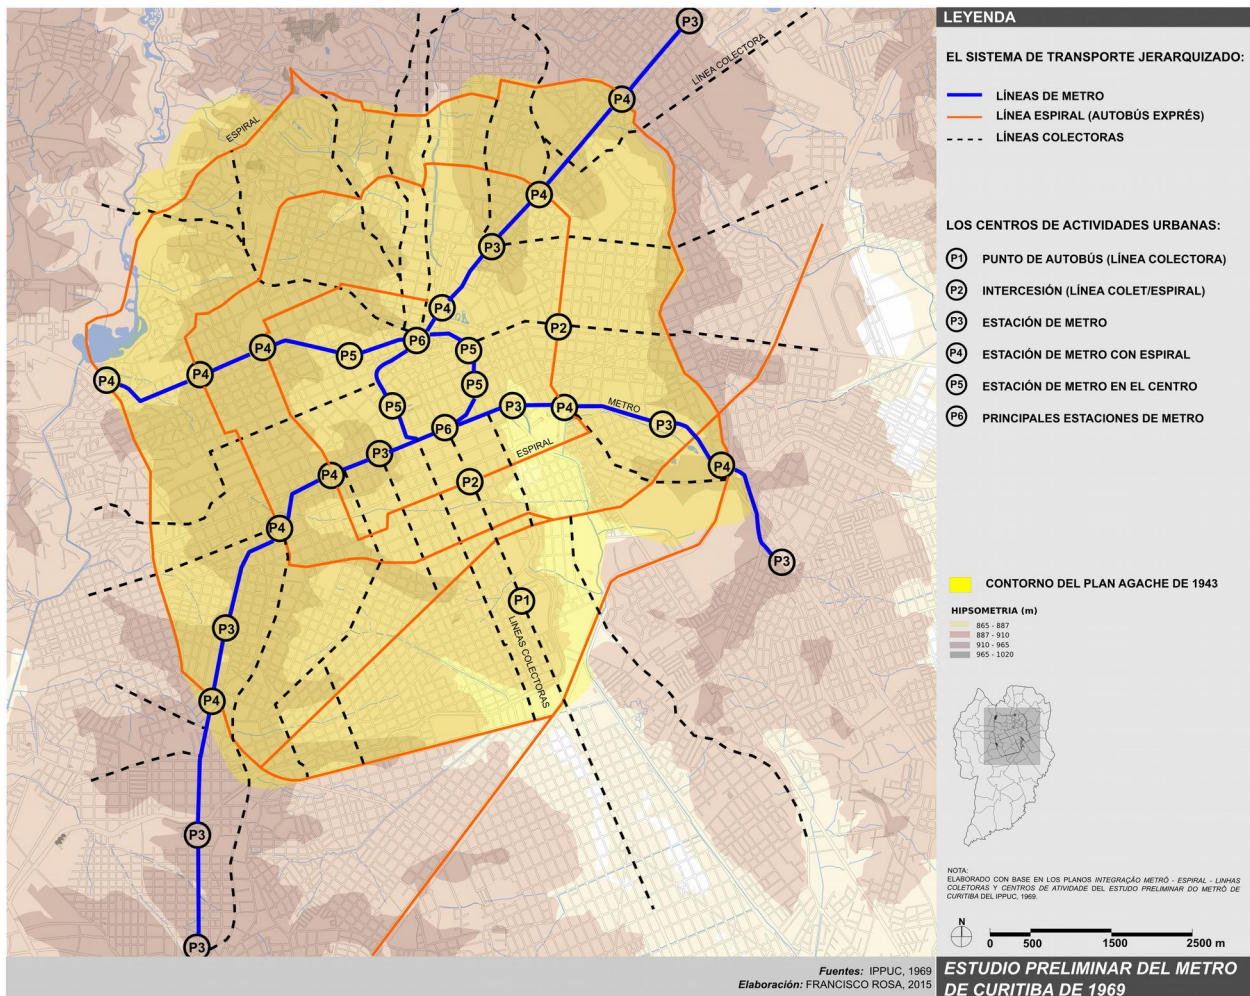 P3
LÍNEA COLECTORA
P4
ESPIRAL
P4
P3
P4
P2
P6
P5
P4
P5
P4
P4
P5
P5
P3
P4
METRO
P3
P6
ESPIRAL
P3
P4
P4
P2
P4
P3
P1
P3
LINEAS COLECTORAS
P4
P3
P3
LEYENDA
EL SISTEMA DE TRANSPORTE JERARQUIZADO:
LÍNEAS DE METRO
LÍNEA ESPIRAL (AUTOBÚS EXPRÉS)
LÍNEAS COLECTORAS
LOS CENTROS DE ACTIVIDADES URBANAS:
P1 PUNTO DE AUTOBÚS (LÍNEA COLECTORA)
P2 INTERCESIÓN (LÍNEA COLET/ESPIRAL)
P3 ESTACIÓN DE METRO
P4 ESTACIÓN DE METRO CON ESPIRAL
P5 ESTACIÓN DE METRO EN EL CENTRO
P6 PRINCIPALES ESTACIONES DE METRO
CONTORNO DEL PLAN AGACHE DE 1943
HIPSOMETRIA (m)
865 - 887
887 - 910
910 - 965
965 - 1020
NOTA:
ELABORADO CON BASE EN LOS PLANOS INTEGRAÇÃO METRÔ - ESPIRAL - LINHAS
COLETORAS Y CENTROS DE ATIVIDADE DEL ESTUDO PRELIMINAR DO METRÔ DE
CURITIBA DEL IPPUC, 1969.
N
0 500 1500 2500 m
Fuentes: IPPUC, 1969
Elaboración: FRANCISCO ROSA, 2015
ESTUDIO PRELIMINAR DEL METRO
DE CURITIBA DE 1969